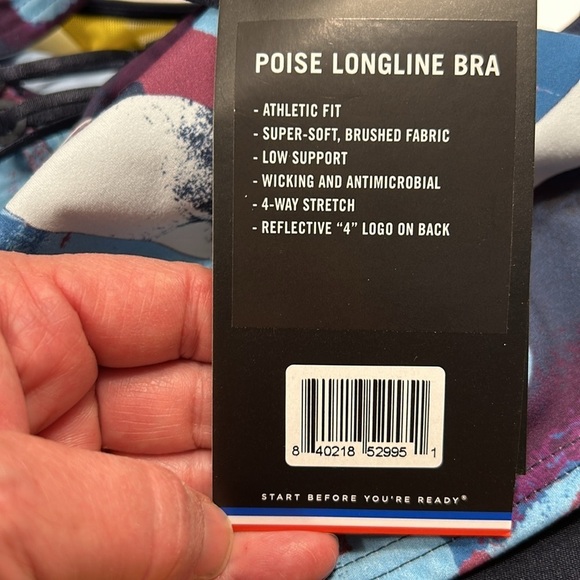 POISE LONGLINE BRA
- ATHLETIC FIT
- SUPER-SOFT, BRUSHED FABRIC
- LOW SUPPORT
- WICKING AND ANTIMICROBIAL
- 4-WAY STRETCH
- REFLECTIVE “4” LOGO ON BACK
8 40218 52995 1
START BEFORE YOU'RE READY®